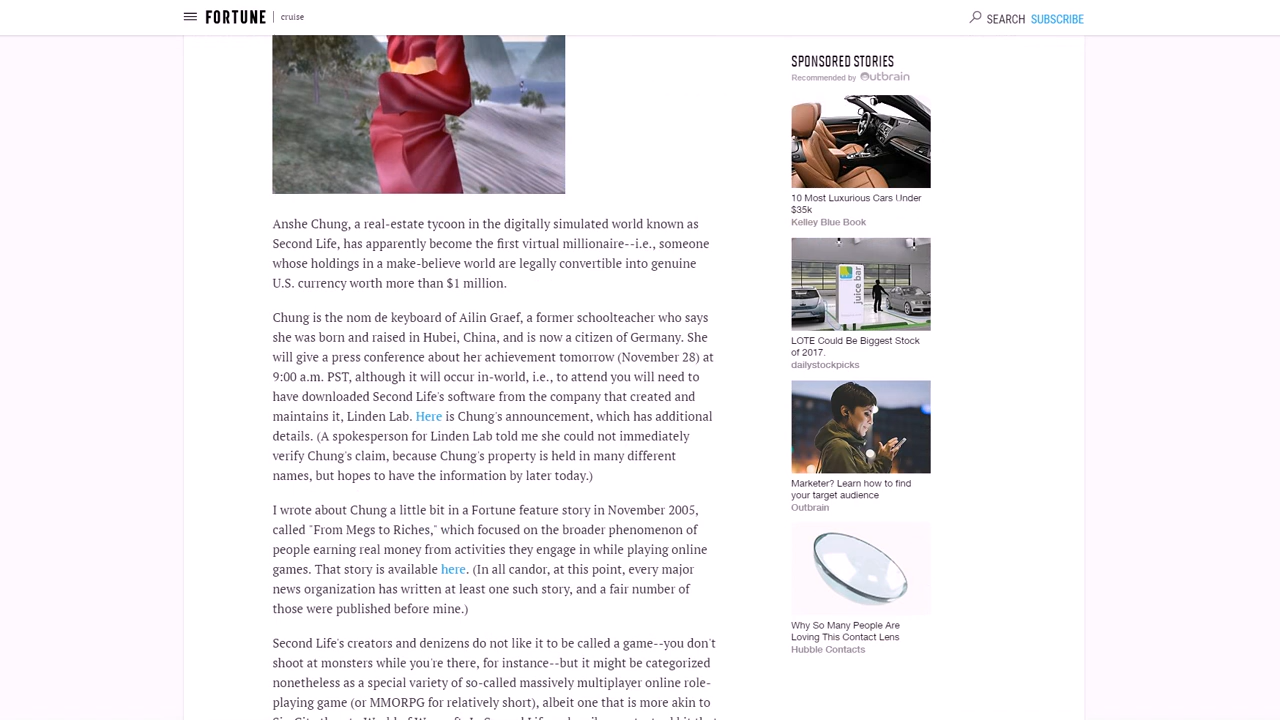 FORTUNE | cruise
SEARCH SUBSCRIBE
Anshe Chung, a real-estate tycoon in the digitally simulated world known as
Second Life, has apparently become the first virtual millionaire--i.e., someone
whose holdings in a make-believe world are legally convertible into genuine
U.S. currency worth more than $1 million.
Chung is the nom de keyboard of Ailin Graef, a former schoolteacher who says
she was born and raised in Hubei, China, and is now a citizen of Germany. She
will give a press conference about her achievement tomorrow (November 28) at
9:00 a.m. PST, although it will occur in-world, i.e., to attend you will need to
have downloaded Second Life's software from the company that created and
maintains it, Linden Lab. Here is Chung's announcement, which has additional
details. (A spokesperson for Linden Lab told me she could not immediately
verify Chung's claim, because Chung's property is held in many different
names, but hopes to have the information by later today.)
I wrote about Chung a little bit in a Fortune feature story in November 2005,
called "From Megs to Riches," which focused on the broader phenomenon of
people earning real money from activities they engage in while playing online
games. That story is available here. (In all candor, at this point, every major
news organization has written at least one such story, and a fair number of
those were published before mine.)
Second Life's creators and denizens do not like it to be called a game--you don't
shoot at monsters while you're there, for instance--but it might be categorized
nonetheless as a special variety of so-called massively multiplayer online role-
playing game (or MMORPG for relatively short), albeit one that is more akin to
SPONSORED STORIES
Recommended by Outbrain
10 Most Luxurious Cars Under
$35k
Kelley Blue Book
juice bar
LOTE Could Be Biggest Stock
of 2017.
dailystockpicks
Marketer? Learn how to find
your target audience
Outbrain
Why So Many People Are
Loving This Contact Lens
Hubble Contacts